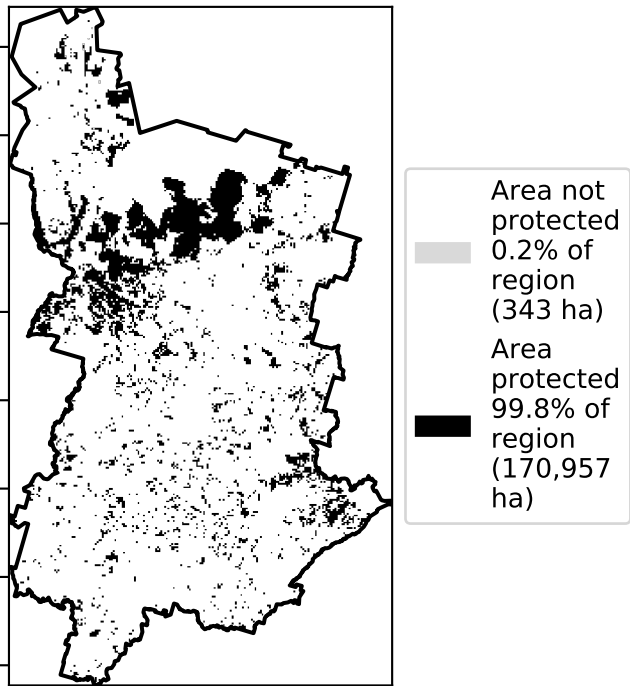 Area not
protected
0.2% of
region
(343 ha)
Area
protected
99.8% of
region
(170,957
ha)